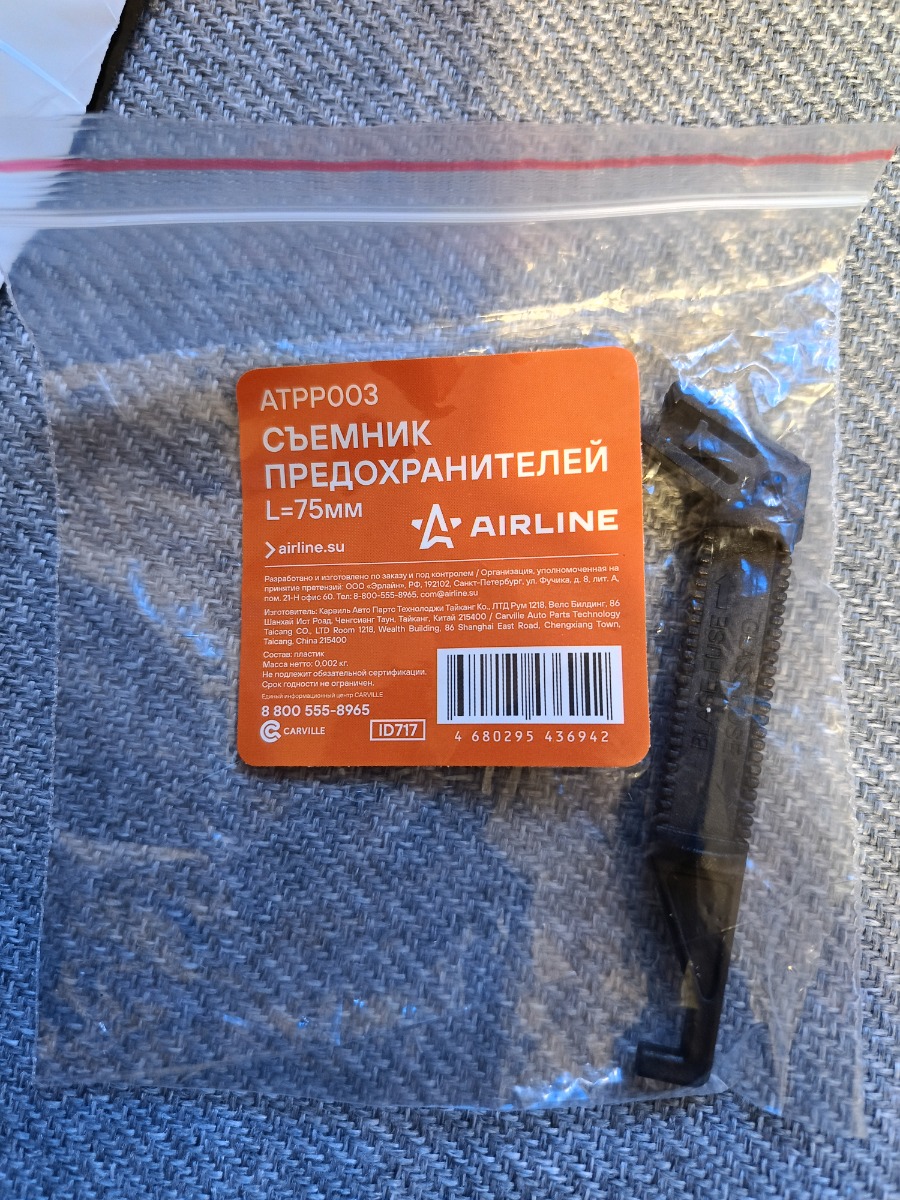 ATPP003
СЪЕМНИК
ПРЕДОХРАНИТЕЛЕЙ
L=75мм
AIRLINE
airline.su
Разработано и изготовлено по заказу и под контролем / Организация, уполномоченная на
принятие претензий: ООО «Эрлайн», РФ, 192102, Санкт-Петербург, ул. Фучика, д. 8, лит. А,
пом. 21-Н офис 60. Тел: 8-800-555-8965. com@airline.su
Изготовитель: Карвиль Авто Партс Технолоджи Тайканг Ко., ЛТД Рум 1218, Велс Билдинг, 86
Шанхай Ист Роад, Ченгсианг Таун, Тайканг, Китай 215400 / Carville Auto Parts Technology
Taicang CO., LTD Room 1218, Wealth Building, 86 Shanghai East Road, Chengxiang Town,
Taicang, China 215400
Состав: пластик
Масса нетто: 0,002 кг.
Не подлежит обязательной сертификации.
Срок годности не ограничен.
Единый информационный центр CARVILLE
8 800 555-8965
CARVILLE
ID717
4 680295 436942